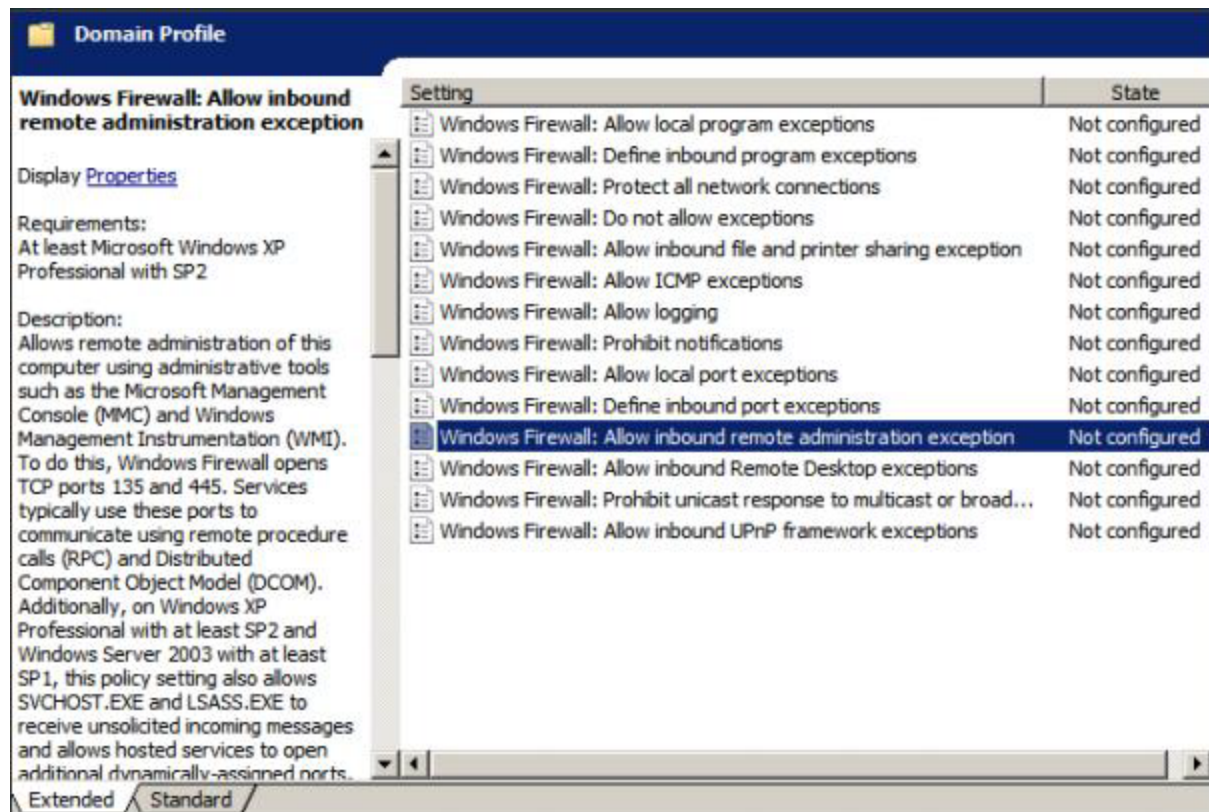 Domain Profile
Windows Firewall: Allow inbound
remote administration exception
Display Properties
Requirements:
At least Microsoft Windows XP
Professional with SP2
Description:
Allows remote administration of this
computer using administrative tools
such as the Microsoft Management
Console (MMC) and Windows
Management Instrumentation (WMI).
To do this, Windows Firewall opens
TCP ports 135 and 445. Services
typically use these ports to
communicate using remote procedure
calls (RPC) and Distributed
Component Object Model (DCOM).
Additionally, on Windows XP
Professional with at least SP2 and
Windows Server 2003 with at least
SP1, this policy setting also allows
SVCHOST.EXE and LSASS.EXE to
receive unsolicited incoming messages
and allows hosted services to open
additional dynamically-assigned ports.
Setting State
Windows Firewall: Allow local program exceptions Not configured
Windows Firewall: Define inbound program exceptions Not configured
Windows Firewall: Protect all network connections Not configured
Windows Firewall: Do not allow exceptions Not configured
Windows Firewall: Allow inbound file and printer sharing exception Not configured
Windows Firewall: Allow ICMP exceptions Not configured
Windows Firewall: Allow logging Not configured
Windows Firewall: Prohibit notifications Not configured
Windows Firewall: Allow local port exceptions Not configured
Windows Firewall: Define inbound port exceptions Not configured
Windows Firewall: Allow inbound remote administration exception Not configured
Windows Firewall: Allow inbound Remote Desktop exceptions Not configured
Windows Firewall: Prohibit unicast response to multicast or broad... Not configured
Windows Firewall: Allow inbound UPnP framework exceptions Not configured
Extended Standard